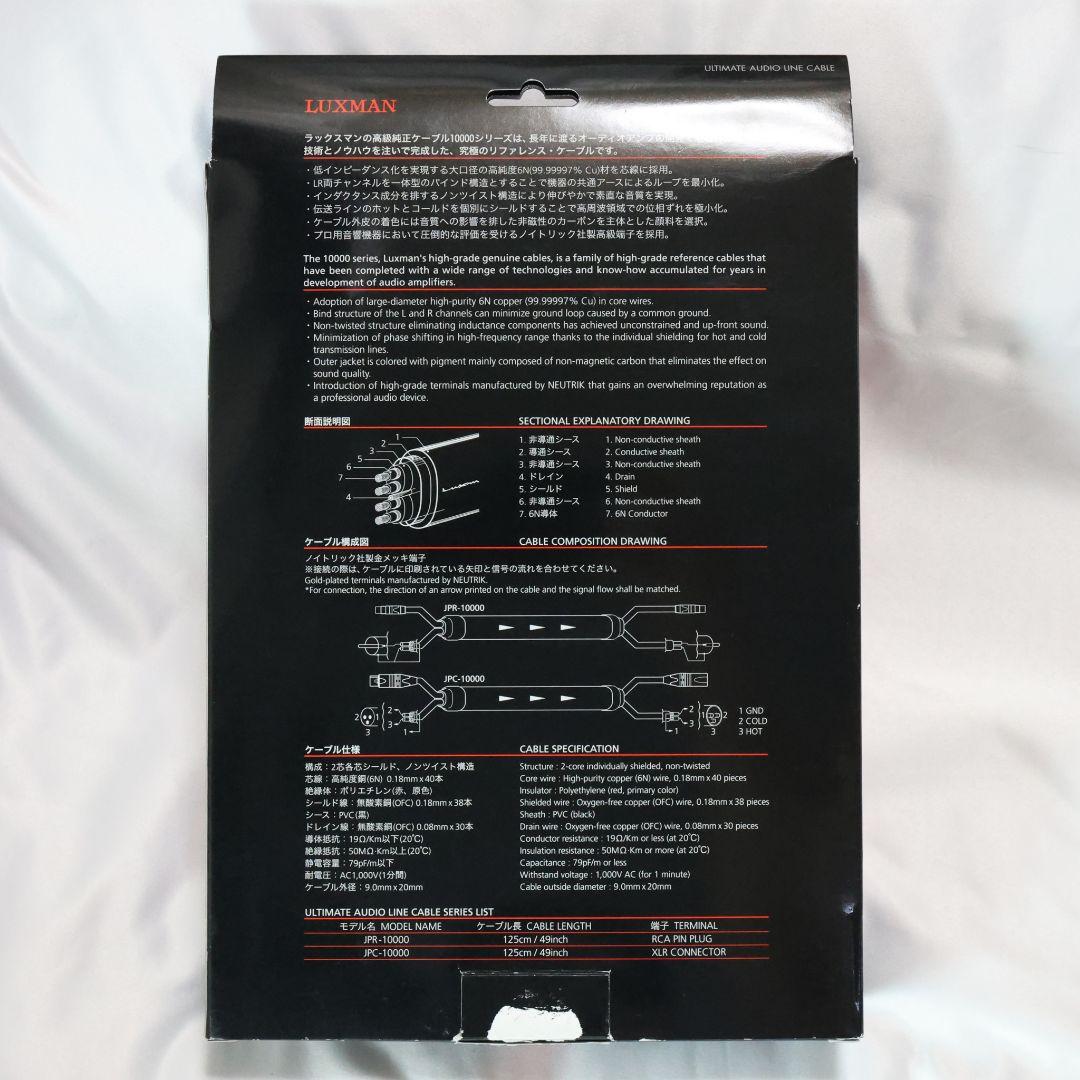 ULTIMATE AUDIO LINE CABLE
LUXMAN
ラックスマンの高級純正ケーブル10000シリーズは、長年に渡るオーディオアンプの開発
技術とノウハウを注いで完成した、究極のリファレンス・ケーブルです。
・低インピーダンス化を実現する大口径の高純度6N(99.99997% Cu)材を芯線に採用。
・LR両チャンネルを一体型のバインド構造とすることで機器の共通アースによるループを最小化。
・インダクタンス成分を排するノンツイスト構造により伸びやかで素直な音質を実現。
・伝送ラインのホットとコールドを個別にシールドすることで高周波領域での位相ずれを極小化。
・ケーブル外皮の着色には音質への影響を排した非磁性のカーボンを主体とした顔料を選択。
・プロ用音響機器において圧倒的な評価を受けるノイトリック社製高級端子を採用。
The 10000 series, Luxman's high-grade genuine cables, is a family of high-grade reference cables that
have been completed with a wide range of technologies and know-how accumulated for years in
development of audio amplifiers.
・Adoption of large-diameter high-purity 6N copper (99.99997% Cu) in core wires.
・Bind structure of the L and R channels can minimize ground loop caused by a common ground.
・Non-twisted structure eliminating inductance components has achieved unconstrained and up-front sound.
・Minimization of phase shifting in high-frequency range thanks to the individual shielding for hot and cold
transmission lines.
・Outer jacket is colored with pigment mainly composed of non-magnetic carbon that eliminates the effect on
sound quality.
・Introduction of high-grade terminals manufactured by NEUTRIK that gains an overwhelming reputation as
a professional audio device.
断面説明図 SECTIONAL EXPLANATORY DRAWING
1 2 3 5 6 7 4
Luxman
1. 非導通シース 1. Non-conductive sheath
2. 導通シース 2. Conductive sheath
3. 非導通シース 3. Non-conductive sheath
4. ドレイン 4. Drain
5. シールド 5. Shield
6. 非導通シース 6. Non-conductive sheath
7. 6N導体 7. 6N Conductor
ケーブル構成図 CABLE COMPOSITION DRAWING
ノイトリック社製金メッキ端子
※接続の際は、ケーブルに印刷されている矢印と信号の流れを合わせてください。
Gold-plated terminals manufactured by NEUTRIK.
*For connection, the direction of an arrow printed on the cable and the signal flow shall be matched.
JPR-10000
JPC-10000
2 1 3 2 3 1 2 3 1 1 2 3
1 GND
2 COLD
3 HOT
ケーブル仕様 CABLE SPECIFICATION
構成：2芯各芯シールド、ノンツイスト構造 Structure : 2-core individually shielded, non-twisted
芯線：高純度銅(6N) 0.18mm x 40本 Core wire : High-purity copper (6N) wire, 0.18mm x 40 pieces
絶縁体：ポリエチレン(赤、原色) Insulator : Polyethylene (red, primary color)
シールド線：無酸素銅(OFC) 0.18mm x 38本 Shielded wire : Oxygen-free copper (OFC) wire, 0.18mm x 38 pieces
シース：PVC(黒) Sheath : PVC (black)
ドレイン線：無酸素銅(OFC) 0.08mm x 30本 Drain wire : Oxygen-free copper (OFC) wire, 0.08mm x 30 pieces
導体抵抗：19Ω/Km以下(20℃) Conductor resistance : 19Ω/Km or less (at 20℃)
絶縁抵抗：50MΩ·Km以上(20℃) Insulation resistance : 50MΩ·Km or more (at 20℃)
静電容量：79pF/m以下 Capacitance : 79pF/m or less
耐電圧：AC1,000V(1分間) Withstand voltage : 1,000V AC (for 1 minute)
ケーブル外径：9.0mm x 20mm Cable outside diameter : 9.0mm x 20mm
ULTIMATE AUDIO LINE CABLE SERIES LIST
モデル名 MODEL NAME ケーブル長 CABLE LENGTH 端子 TERMINAL
JPR-10000 125cm / 49inch RCA PIN PLUG
JPC-10000 125cm / 49inch XLR CONNECTOR